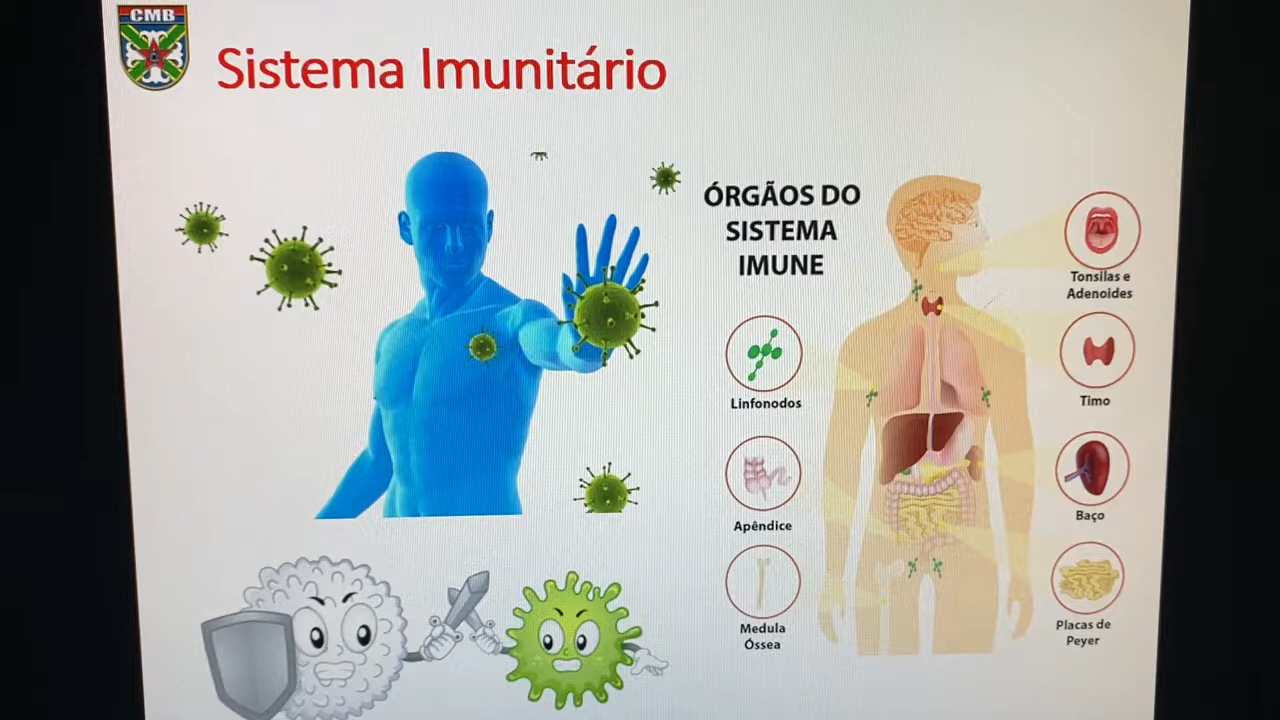 CMB
Sistema Imunitário
ÓRGÃOS DO
SISTEMA
IMUNE
Linfonodos
Apêndice
Medula
Óssea
Tonsilas e
Adenoides
Timo
Baço
Placas de
Peyer